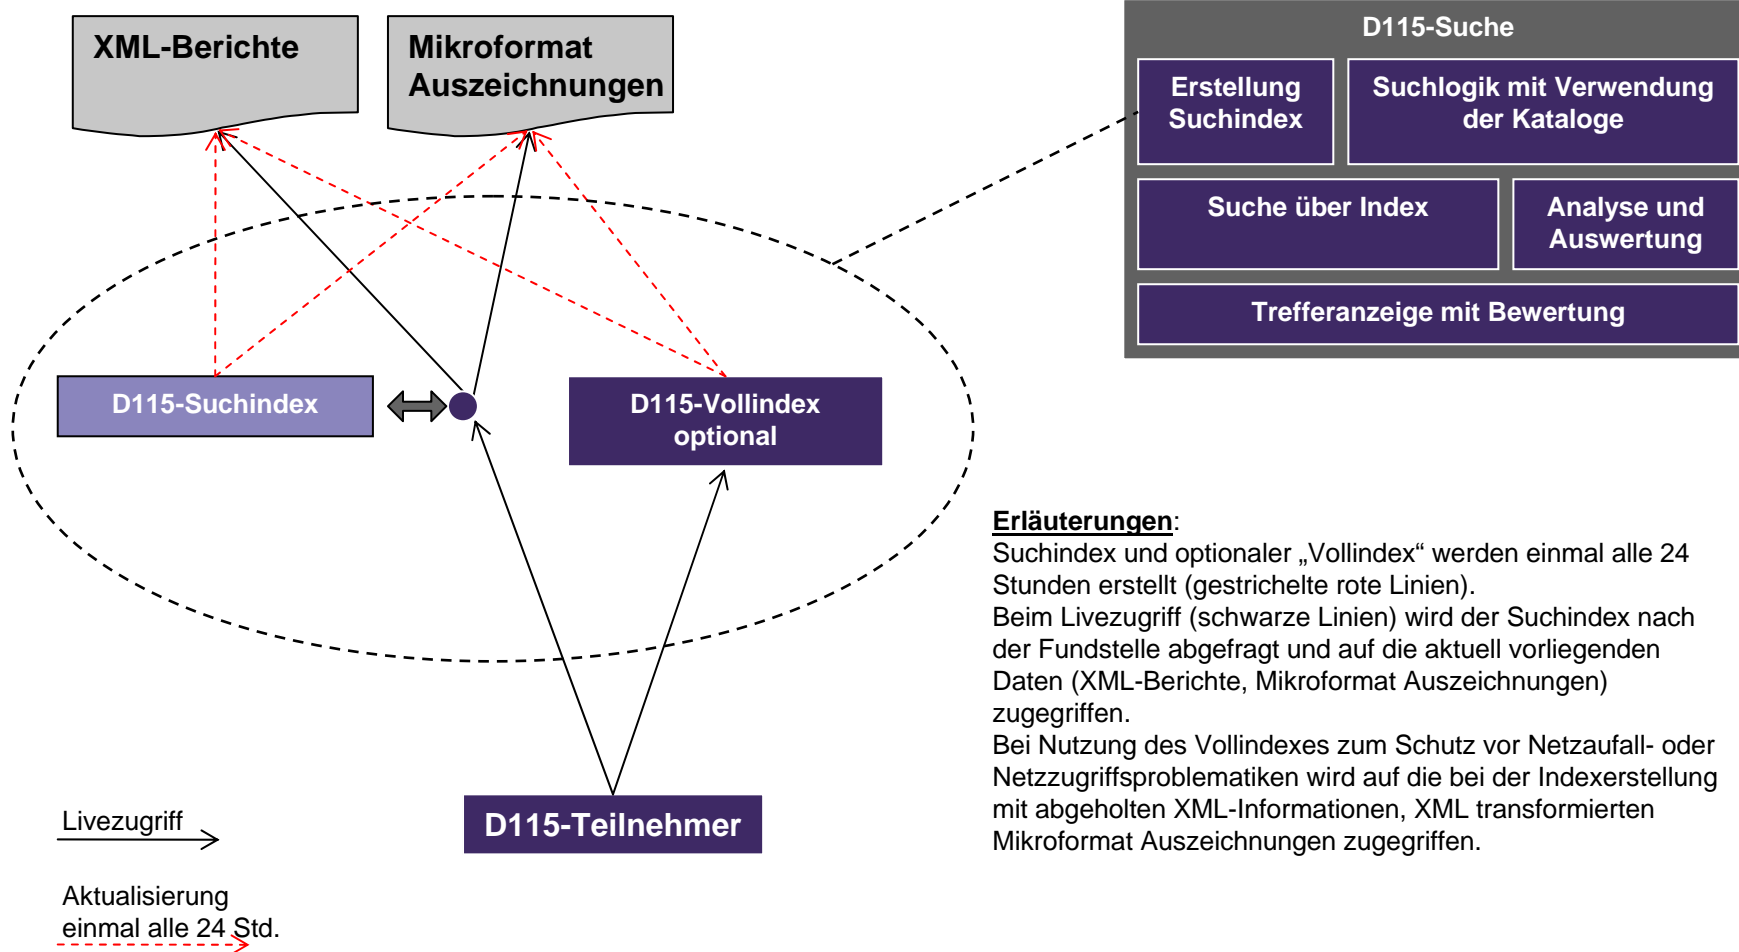 XML-Berichte
Mikroformat
Auszeichnungen
D115-Suche
Erstellung
Suchindex
Suchlogik mit Verwendung
der Kataloge
Suche über Index
Analyse und
Auswertung
Trefferanzeige mit Bewertung
D115-Suchindex
D115-Vollindex
optional
Erläuterungen:
Suchindex und optionaler „Vollindex“ werden einmal alle 24
Stunden erstellt (gestrichelte rote Linien).
Beim Livezugriff (schwarze Linien) wird der Suchindex nach
der Fundstelle abgefragt und auf die aktuell vorliegenden
Daten (XML-Berichte, Mikroformat Auszeichnungen)
zugegriffen.
Bei Nutzung des Vollindexes zum Schutz vor Netzaufall- oder
Netzzugriffsproblematiken wird auf die bei der Indexerstellung
mit abgeholten XML-Informationen, XML transformierten
Mikroformat Auszeichnungen zugegriffen.
D115-Teilnehmer
Livezugriff
Aktualisierung
einmal alle 24 Std.